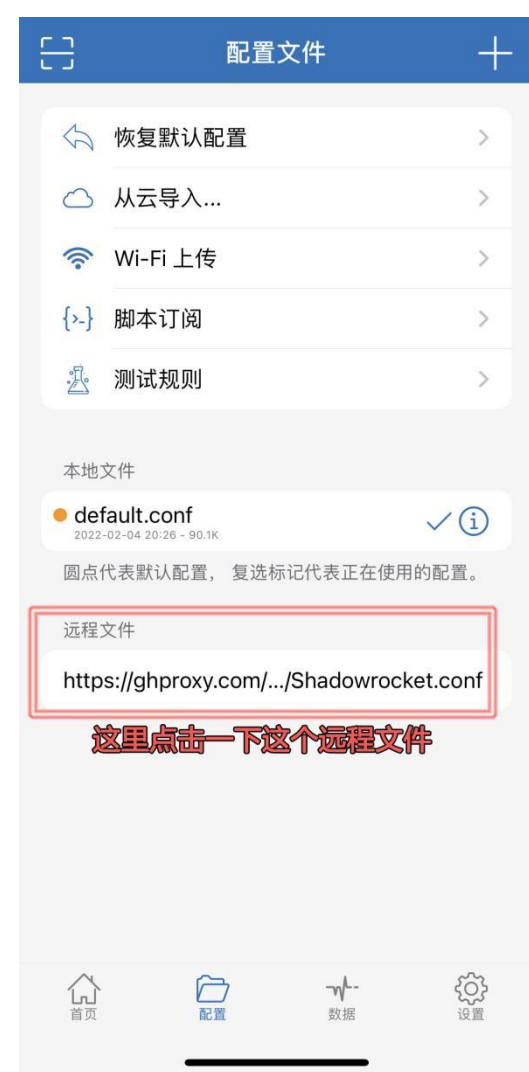 配置文件
恢复默认配置
从云导入...
Wi-Fi 上传
{>_} 脚本订阅
测试规则
本地文件
default.conf
2022-02-04 20:26 - 90.1K
圆点代表默认配置， 复选标记代表正在使用的配置。
远程文件
https://ghproxy.com/.../Shadowrocket.conf
这里点击一下这个远程文件
首页 配置 数据 设置